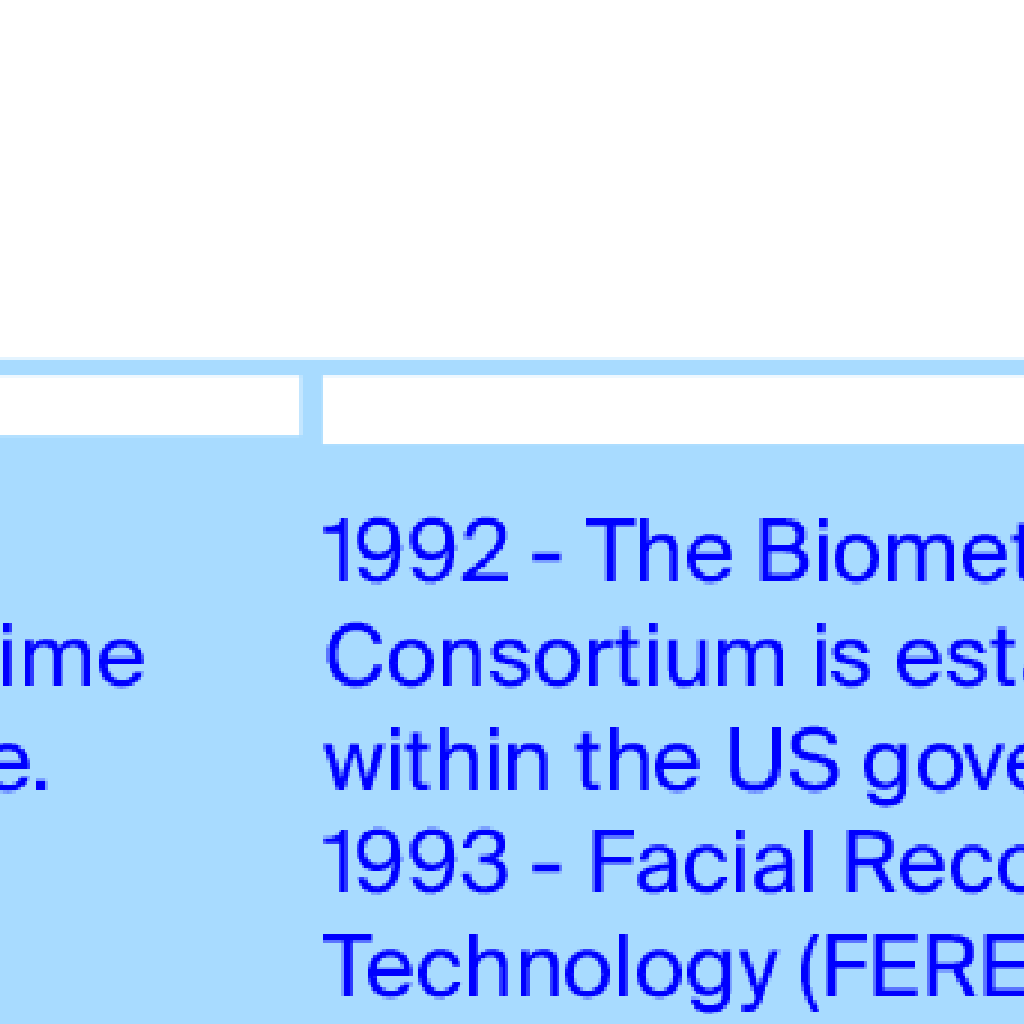 ime
e.
1992 - The Biomet
Consortium is est
within the US gove
1993 - Facial Reco
Technology (FERE